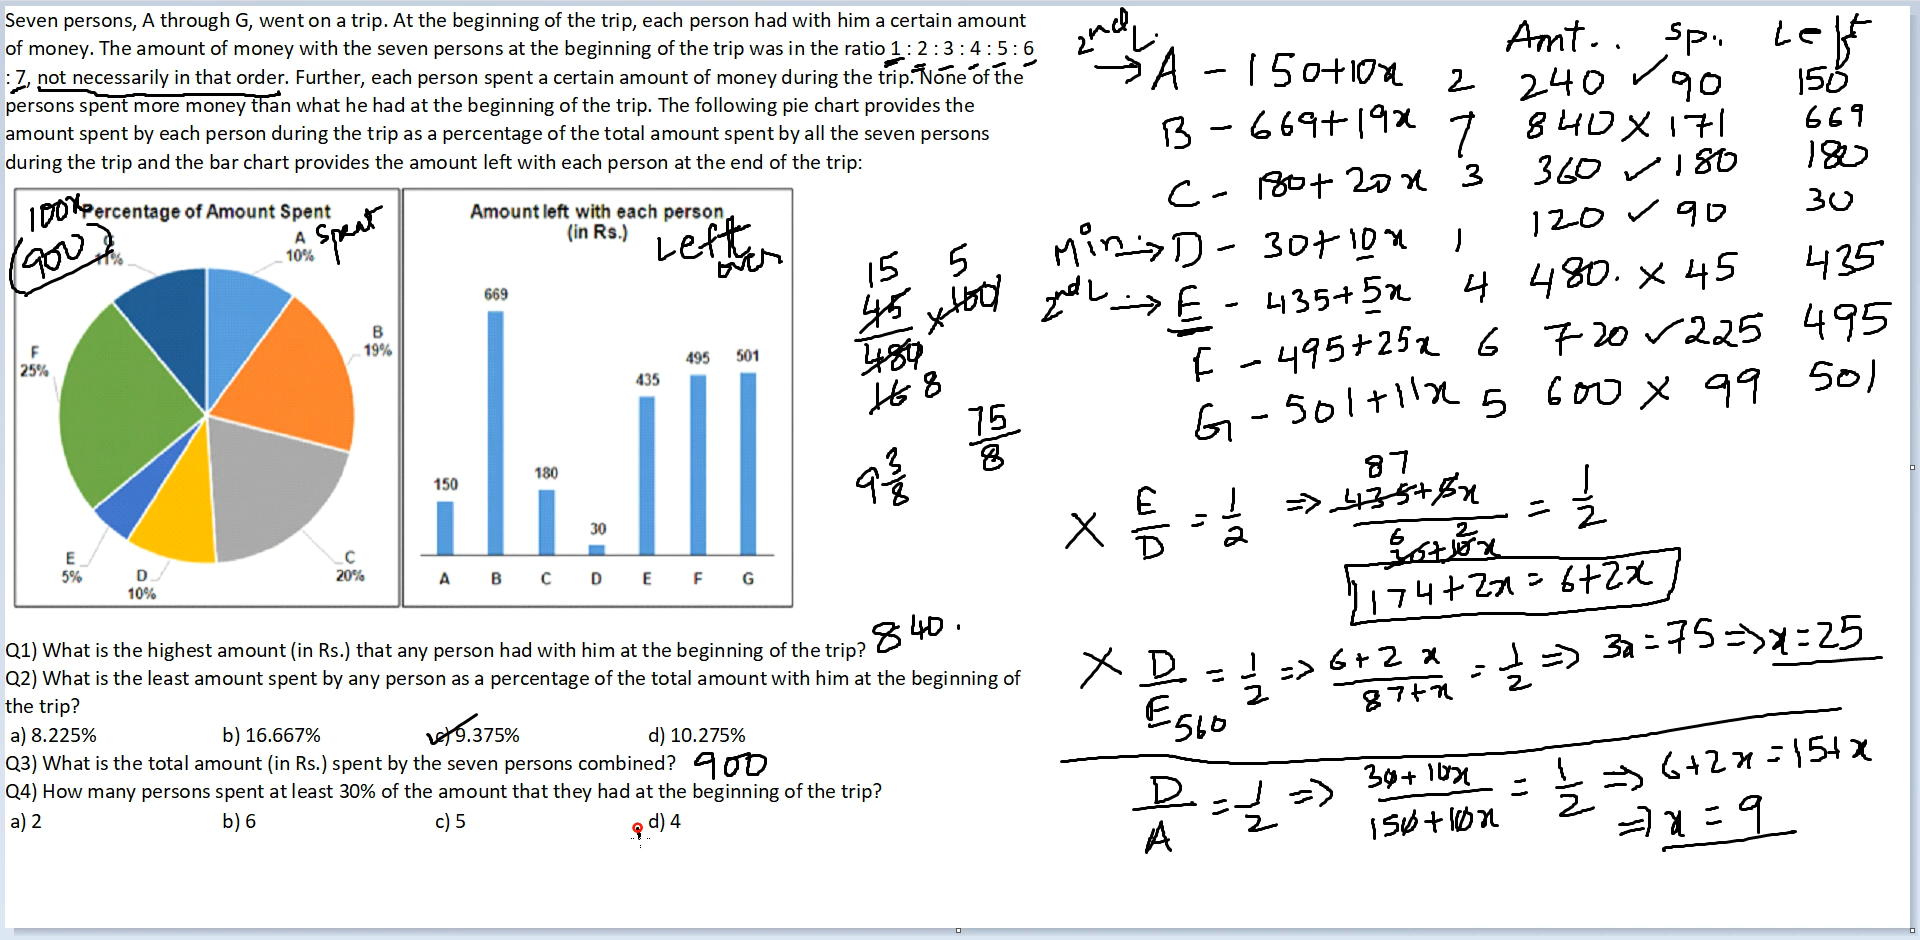 Seven persons, A through G, went on a trip. At the beginning of the trip, each person had with him a certain amount
of money. The amount of money with the seven persons at the beginning of the trip was in the ratio 1 : 2 : 3 : 4 : 5 : 6
: 7, not necessarily in that order. Further, each person spent a certain amount of money during the trip. None of the
persons spent more money than what he had at the beginning of the trip. The following pie chart provides the
amount spent by each person during the trip as a percentage of the total amount spent by all the seven persons
during the trip and the bar chart provides the amount left with each person at the end of the trip:
100x
Percentage of Amount Spent
900
Spent
A
10%
G
11%
B
19%
F
25%
E
5%
D
10%
C
20%
Amount left with each person
(in Rs.)
Left over
150
669
180
30
435
495
501
A B C D E F G
Q1) What is the highest amount (in Rs.) that any person had with him at the beginning of the trip? 840.
Q2) What is the least amount spent by any person as a percentage of the total amount with him at the beginning of
the trip?
a) 8.225% b) 16.667% c) 9.375% d) 10.275%
Q3) What is the total amount (in Rs.) spent by the seven persons combined? 900
Q4) How many persons spent at least 30% of the amount that they had at the beginning of the trip?
a) 2 b) 6 c) 5 d) 4
15 5
45 × 100
480
16 8
75
8
9 3/8
Amt.. Sp.. Left
2nd L. → A - 150+10x 2 240 ✓ 90 150
B - 669+19x 7 840 × 171 669
C - 180+20x 3 360 ✓ 180 180
Min → D - 30+10x 1 120 ✓ 90 30
2nd L → E - 435+5x 4 480. × 45 435
F - 495+25x 6 720 ✓ 225 495
G - 501+11x 5 600 × 99 501
87
× E/D = 1/2 ⇒ 435+5x / 30+10x = 1/2
6 2
174+2x = 6+2x
× D/E = 1/2 ⇒ 6+2x / 87+x = 1/2 ⇒ 3x = 75 ⇒ x = 25
560
D/A = 1/2 ⇒ 30+10x / 150+10x = 1/2 ⇒ 6+2x = 15+x
⇒ x = 9